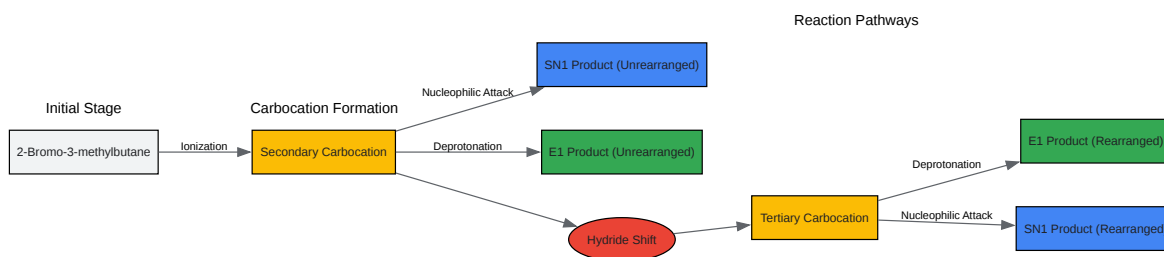 Reaction Pathways
SN1 Product (Unrearranged)
Nucleophilic Attack
Initial Stage
Carbocation Formation
2-Bromo-3-methylbutane
Ionization
Secondary Carbocation
Deprotonation
E1 Product (Unrearranged)
E1 Product (Rearranged)
Deprotonation
Tertiary Carbocation
Nucleophilic Attack
SN1 Product (Rearranged)
Hydride Shift